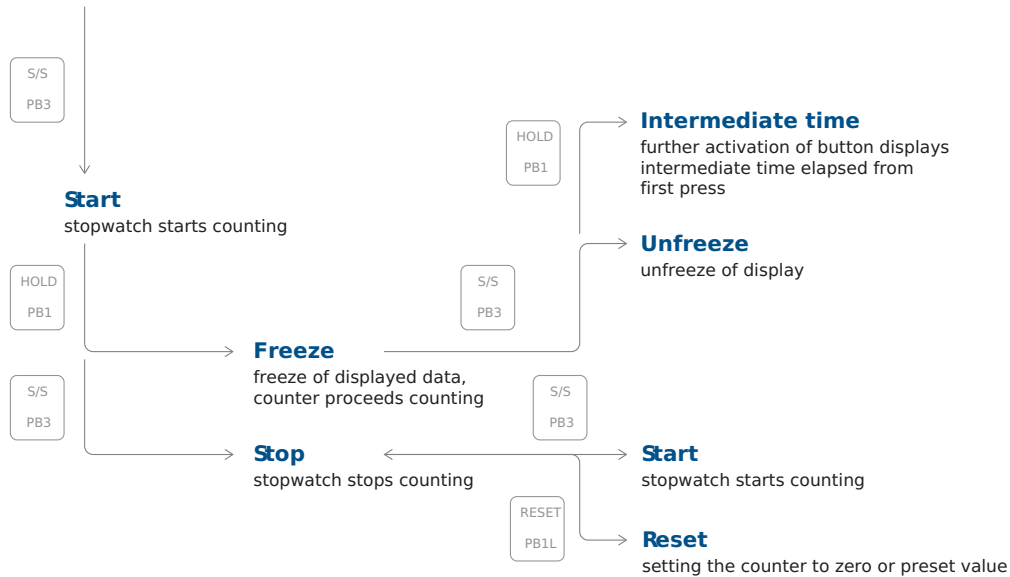 S/S
PB3
Start
stopwatch starts counting
HOLD
PB1
Intermediate time
further activation of button displays
intermediate time elapsed from
first press
HOLD
PB1
S/S
PB3
Unfreeze
unfreeze of display
Freeze
freeze of displayed data,
counter proceeds counting
S/S
PB3
S/S
PB3
Stop
stopwatch stops counting
Start
stopwatch starts counting
RESET
PB1L
Reset
setting the counter to zero or preset value